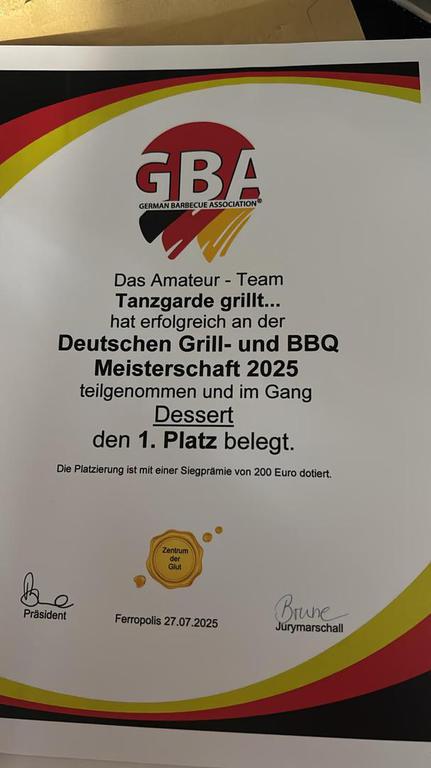 GBA
GERMAN BARBECUE ASSOCIATION®
Das Amateur - Team
Tanzgarde grillt...
hat erfolgreich an der
Deutschen Grill- und BBQ
Meisterschaft 2025
teilgenommen und im Gang
Dessert
den 1. Platz belegt.
Die Platzierung ist mit einer Siegprämie von 200 Euro dotiert.
Zentrum
der
Glut
Präsident
Ferropolis 27.07.2025
Brune
Jurymarschall